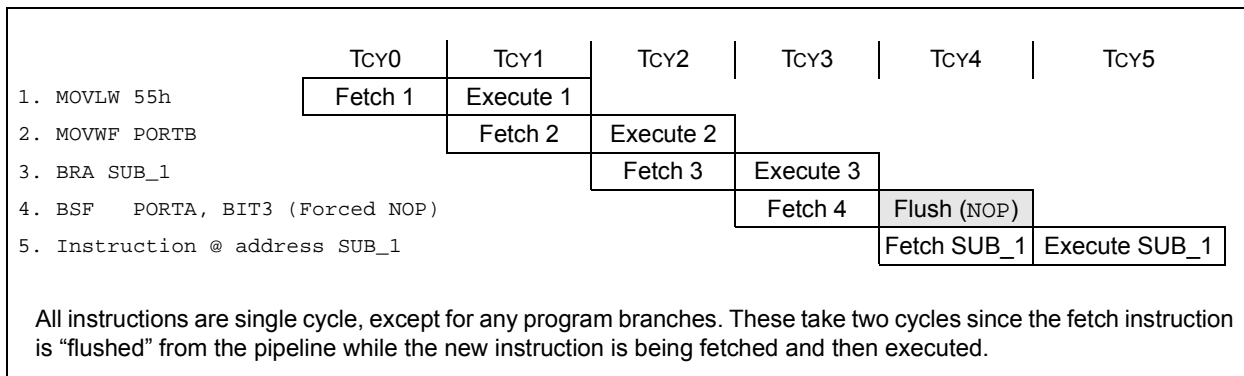 TCY0 TCY1 TCY2 TCY3 TCY4 TCY5
1. MOVLW 55h Fetch 1 Execute 1
2. MOVWF PORTB Fetch 2 Execute 2
3. BRA SUB_1 Fetch 3 Execute 3
4. BSF PORTA, BIT3 (Forced NOP) Fetch 4 Flush (NOP)
5. Instruction @ address SUB_1 Fetch SUB_1 Execute SUB_1
All instructions are single cycle, except for any program branches. These take two cycles since the fetch instruction
is “flushed” from the pipeline while the new instruction is being fetched and then executed.